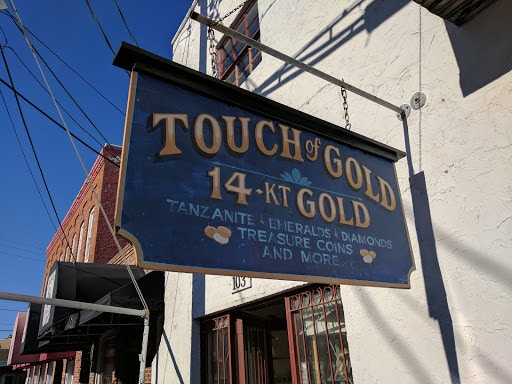 TOUCH of GOLD
14-KT GOLD
TANZANITE • EMERALDS • DIAMONDS
TREASURE COINS
AND MORE...
103